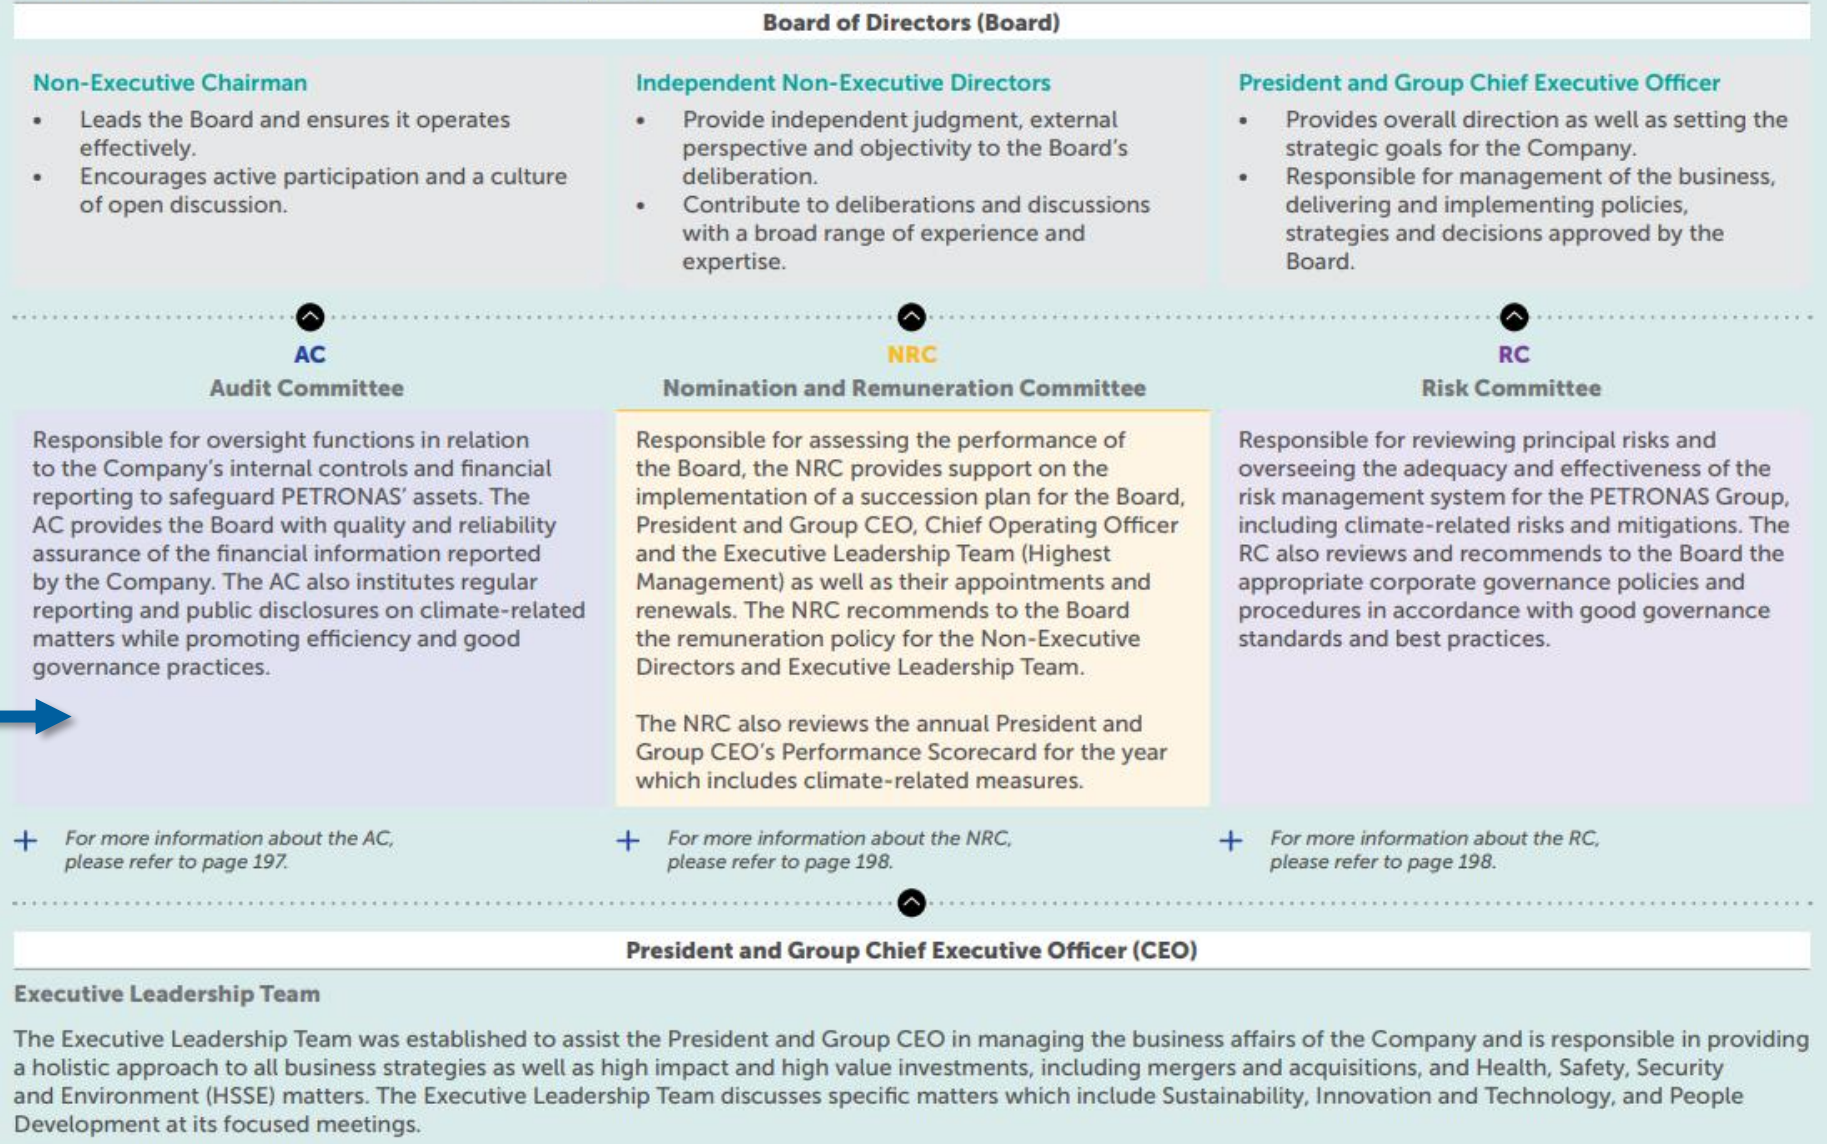 Board of Directors (Board)
Non-Executive Chairman
• Leads the Board and ensures it operates
effectively.
• Encourages active participation and a culture
of open discussion.
Independent Non-Executive Directors
• Provide independent judgment, external
perspective and objectivity to the Board's
deliberation.
• Contribute to deliberations and discussions
with a broad range of experience and
expertise.
President and Group Chief Executive Officer
• Provides overall direction as well as setting the
strategic goals for the Company.
• Responsible for management of the business,
delivering and implementing policies,
strategies and decisions approved by the
Board.
AC
Audit Committee
Responsible for oversight functions in relation
to the Company's internal controls and financial
reporting to safeguard PETRONAS' assets. The
AC provides the Board with quality and reliability
assurance of the financial information reported
by the Company. The AC also institutes regular
reporting and public disclosures on climate-related
matters while promoting efficiency and good
governance practices.
+ For more information about the AC,
please refer to page 197.
NRC
Nomination and Remuneration Committee
Responsible for assessing the performance of
the Board, the NRC provides support on the
implementation of a succession plan for the Board,
President and Group CEO, Chief Operating Officer
and the Executive Leadership Team (Highest
Management) as well as their appointments and
renewals. The NRC recommends to the Board
the remuneration policy for the Non-Executive
Directors and Executive Leadership Team.
The NRC also reviews the annual President and
Group CEO's Performance Scorecard for the year
which includes climate-related measures.
+ For more information about the NRC,
please refer to page 198.
RC
Risk Committee
Responsible for reviewing principal risks and
overseeing the adequacy and effectiveness of the
risk management system for the PETRONAS Group,
including climate-related risks and mitigations. The
RC also reviews and recommends to the Board the
appropriate corporate governance policies and
procedures in accordance with good governance
standards and best practices.
+ For more information about the RC,
please refer to page 198.
President and Group Chief Executive Officer (CEO)
Executive Leadership Team
The Executive Leadership Team was established to assist the President and Group CEO in managing the business affairs of the Company and is responsible in providing
a holistic approach to all business strategies as well as high impact and high value investments, including mergers and acquisitions, and Health, Safety, Security
and Environment (HSSE) matters. The Executive Leadership Team discusses specific matters which include Sustainability, Innovation and Technology, and People
Development at its focused meetings.